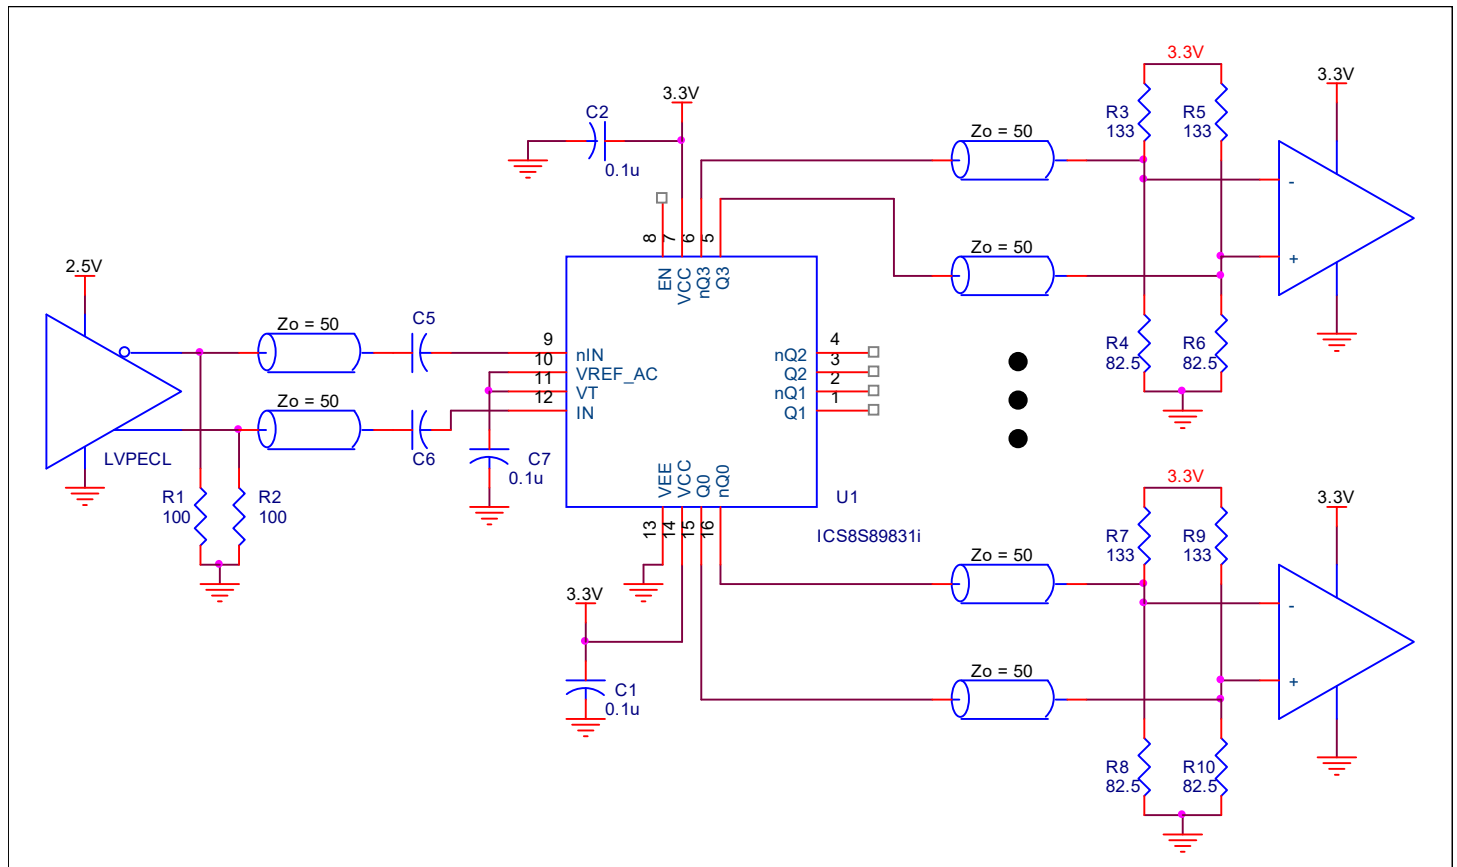 3.3V
3.3V
3.3V
C2
0.1u
Zo = 50
R3
133
R5
133
-
+
8
7
6
5
EN
VCC
nQ3
Q3
Zo = 50
2.5V
Zo = 50
C5
9
10
11
12
nIN
VREF_AC
VT
IN
4
3
2
1
nQ2
Q2
nQ1
Q1
R4
82.5
R6
82.5
Zo = 50
C6
LVPECL
C7
0.1u
R1
100
R2
100
VEE
VCC
Q0
nQ0
13
14
15
16
U1
ICS8S89831i
3.3V
3.3V
R7
133
R9
133
Zo = 50
-
+
3.3V
C1
0.1u
Zo = 50
R8
82.5
R10
82.5